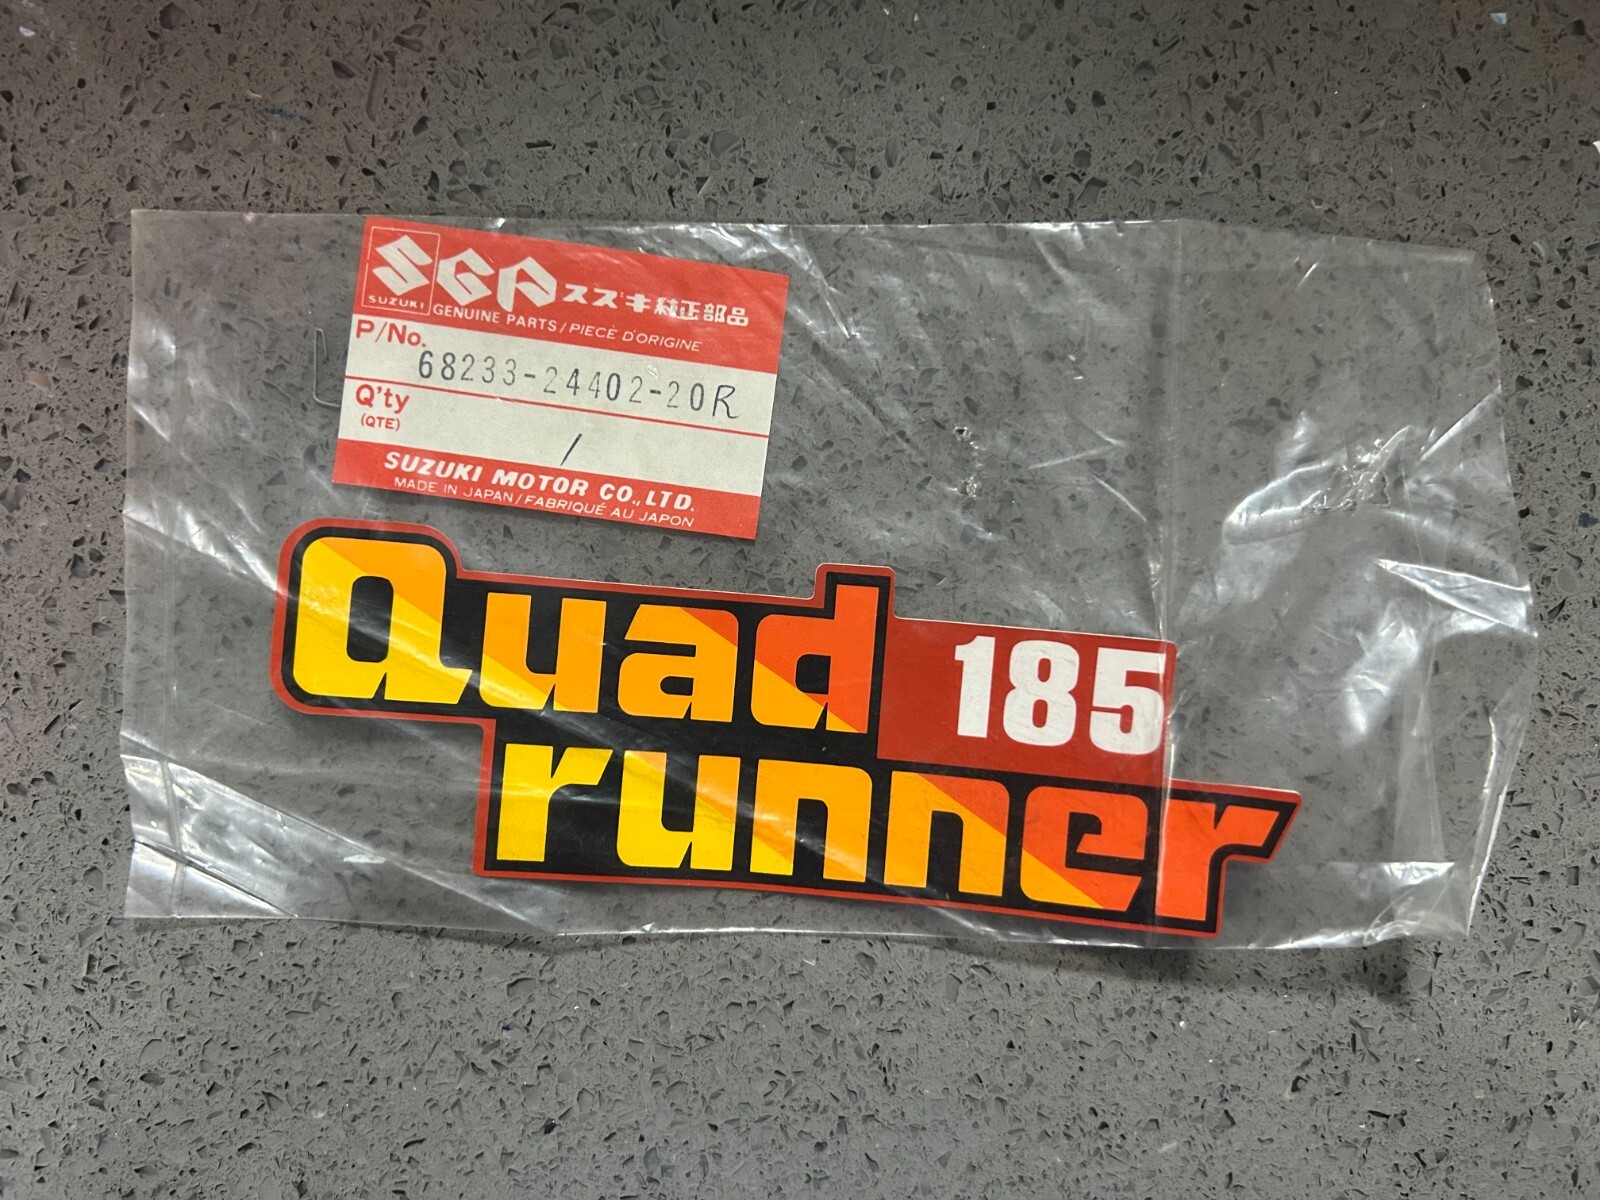 SUZUKI
SGP スズキ純正部品
GENUINE PARTS/PIECE D'ORIGINE
P/No.
68233-24402-20R
Q'ty
(QTE)
/
SUZUKI MOTOR CO., LTD.
MADE IN JAPAN/FABRIQUÉ AU JAPON
Quad
185
runner